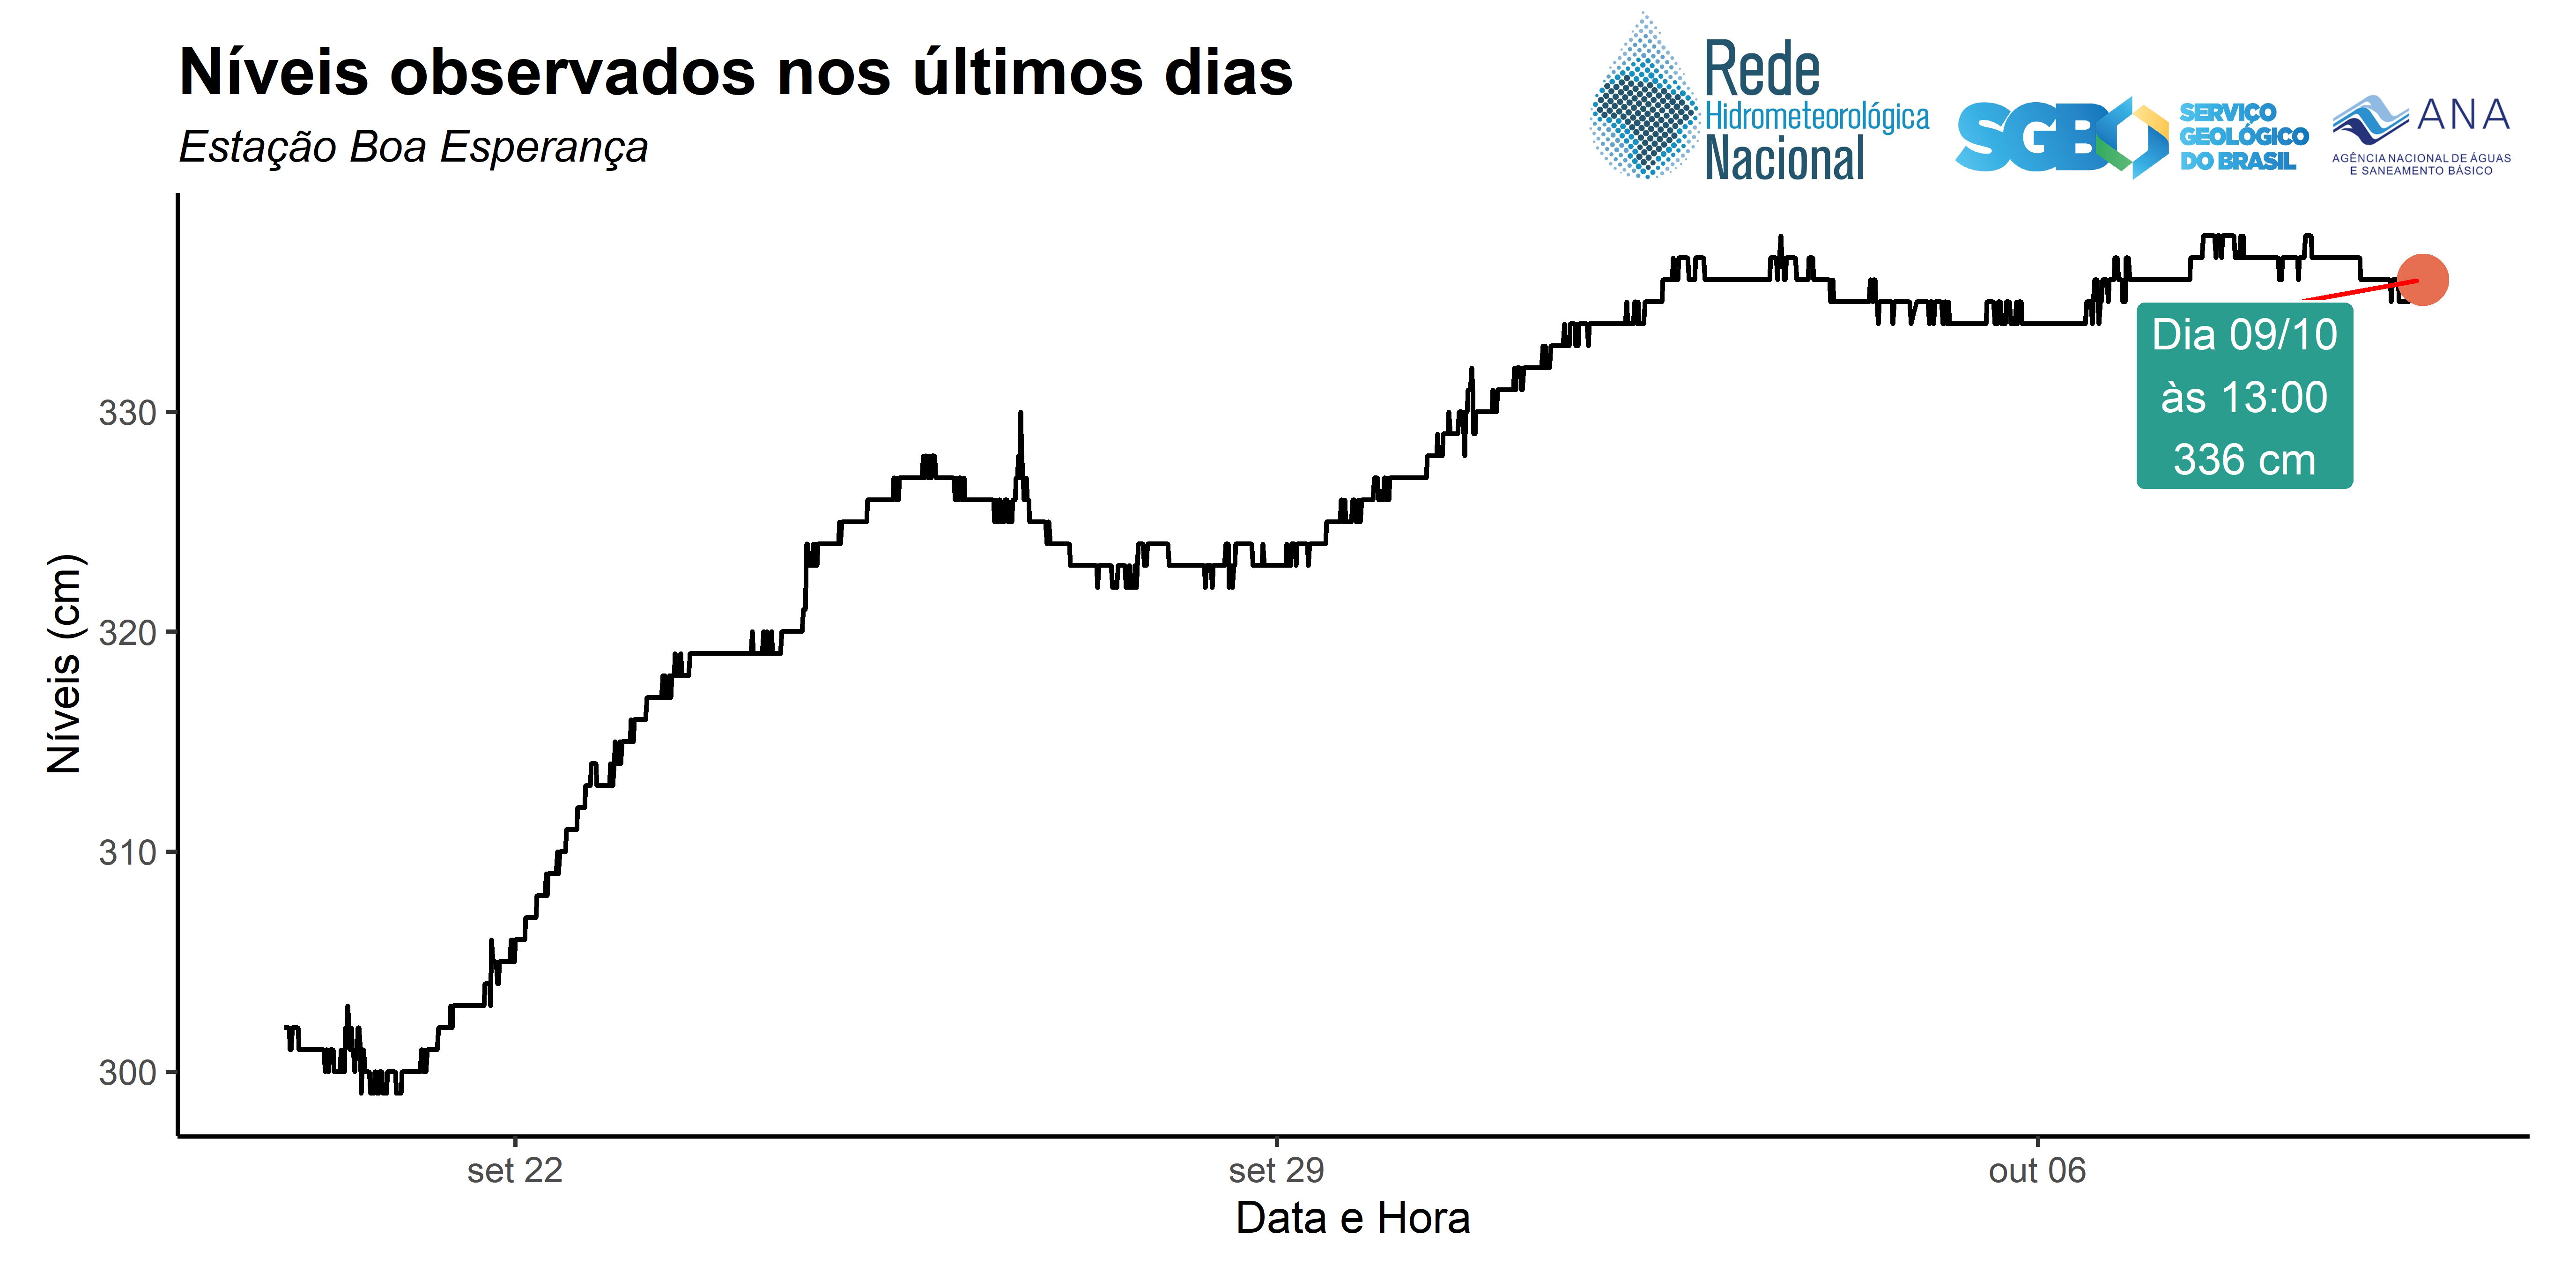 Níveis observados nos últimos dias
Estação Boa Esperança
Rede
Hidrometeorológica
Nacional
SGB
SERVIÇO
GEOLÓGICO
DO BRASIL
ANA
AGÊNCIA NACIONAL DE ÁGUAS
E SANEAMENTO BÁSICO
Níveis (cm)
330
320
310
300
Dia 09/10
às 13:00
336 cm
set 22
set 29
out 06
Data e Hora